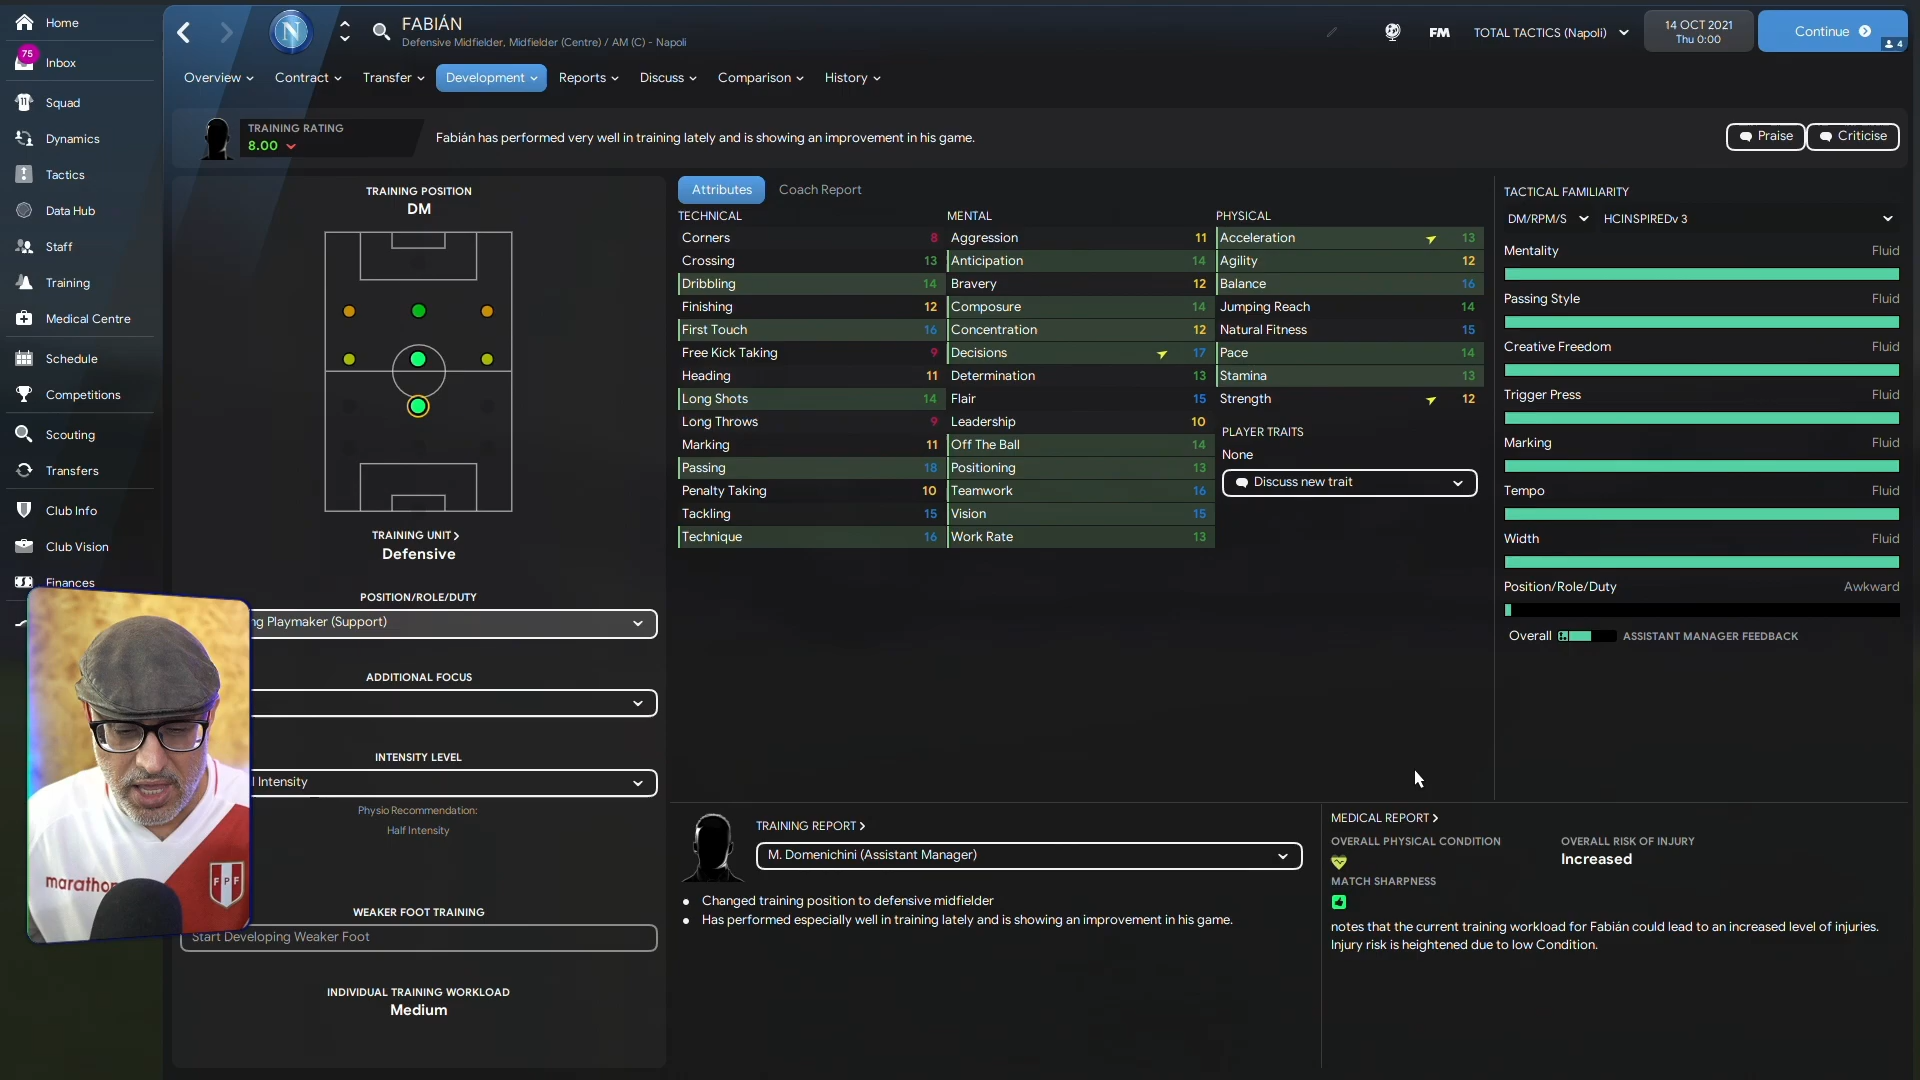 Home
75
Inbox
Squad
Dynamics
Tactics
Data Hub
Staff
Training
Medical Centre
Schedule
Competitions
Scouting
Transfers
Club Info
Club Vision
Finances
FABIÁN
Defensive Midfielder, Midfielder (Centre) / AM (C) - Napoli
FM
TOTAL TACTICS (Napoli)
14 OCT 2021
Thu 0:00
Continue
4
Overview
Contract
Transfer
Development
Reports
Discuss
Comparison
History
TRAINING RATING
8.00
Fabián has performed very well in training lately and is showing an improvement in his game.
Praise
Criticise
TRAINING POSITION
DM
TRAINING UNIT
Defensive
POSITION/ROLE/DUTY
ng Playmaker (Support)
ADDITIONAL FOCUS
INTENSITY LEVEL
l Intensity
Physio Recommendation:
Half Intensity
WEAKER FOOT TRAINING
Start Developing Weaker Foot
INDIVIDUAL TRAINING WORKLOAD
Medium
Attributes
Coach Report
TECHNICAL
Corners 8
Crossing 13
Dribbling 14
Finishing 12
First Touch 16
Free Kick Taking 9
Heading 11
Long Shots 14
Long Throws 9
Marking 11
Passing 18
Penalty Taking 10
Tackling 15
Technique 16
MENTAL
Aggression 11
Anticipation 14
Bravery 12
Composure 14
Concentration 12
Decisions 17
Determination 13
Flair 15
Leadership 10
Off The Ball 14
Positioning 13
Teamwork 16
Vision 15
Work Rate 13
PHYSICAL
Acceleration 13
Agility 12
Balance 16
Jumping Reach 14
Natural Fitness 15
Pace 14
Stamina 13
Strength 12
PLAYER TRAITS
None
Discuss new trait
TACTICAL FAMILIARITY
DM/RPM/S
HCINSPIREDv 3
Mentality Fluid
Passing Style Fluid
Creative Freedom Fluid
Trigger Press Fluid
Marking Fluid
Tempo Fluid
Width Fluid
Position/Role/Duty Awkward
Overall
ASSISTANT MANAGER FEEDBACK
TRAINING REPORT
M. Domenichini (Assistant Manager)
Changed training position to defensive midfielder
Has performed especially well in training lately and is showing an improvement in his game.
MEDICAL REPORT
OVERALL PHYSICAL CONDITION
OVERALL RISK OF INJURY
Increased
MATCH SHARPNESS
notes that the current training workload for Fabián could lead to an increased level of injuries.
Injury risk is heightened due to low Condition.
marathon
FPF